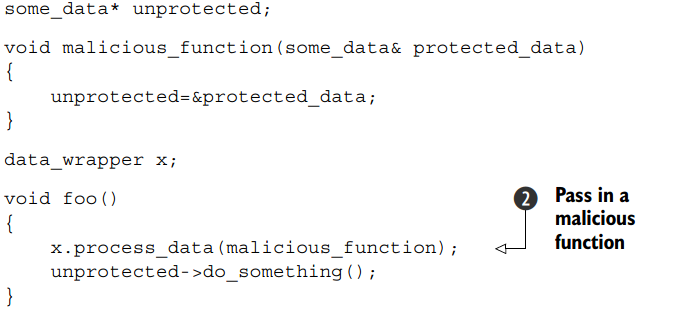 some_data* unprotected;
void malicious_function(some_data& protected_data)
{
    unprotected=&protected_data;
}
data_wrapper x;
void foo()
{
    x.process_data(malicious_function);
    unprotected->do_something();
}
2 Pass in a
malicious
function